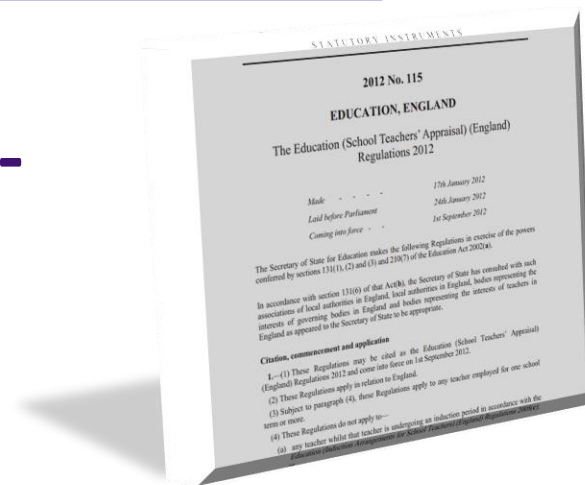 STATUTORY INSTRUMENTS
2012 No. 115
EDUCATION, ENGLAND
The Education (School Teachers' Appraisal) (England)
Regulations 2012
Made - - - - 17th January 2012
Laid before Parliament 24th January 2012
Coming into force - - 1st September 2012
The Secretary of State for Education makes the following Regulations in exercise of the powers
conferred by sections 131(1), (2) and (3) and 210(7) of the Education Act 2002(a).
In accordance with section 131(6) of that Act(b), the Secretary of State has consulted with such
associations of local authorities in England, local authorities in England, bodies representing the
interests of governing bodies in England and bodies representing the interests of teachers in
England as appeared to the Secretary of State to be appropriate.
Citation, commencement and application
1.—(1) These Regulations may be cited as the Education (School Teachers' Appraisal)
(England) Regulations 2012 and come into force on 1st September 2012.
(2) These Regulations apply in relation to England.
(3) Subject to paragraph (4), these Regulations apply to any teacher employed for one school
term or more.
(4) These Regulations do not apply to—
(a) any teacher whilst that teacher is undergoing an induction period in accordance with the
Education (Induction Arrangements for School Teachers) (England) Regulations